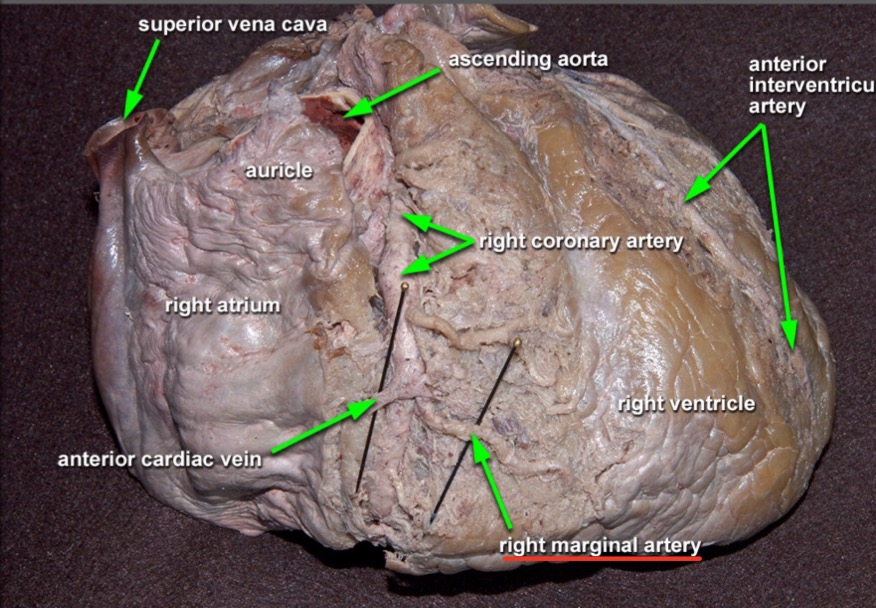 superior vena cava
ascending aorta
anterior
interventricu
artery
auricle
right coronary artery
right atrium
right ventricle
anterior cardiac vein
right marginal artery